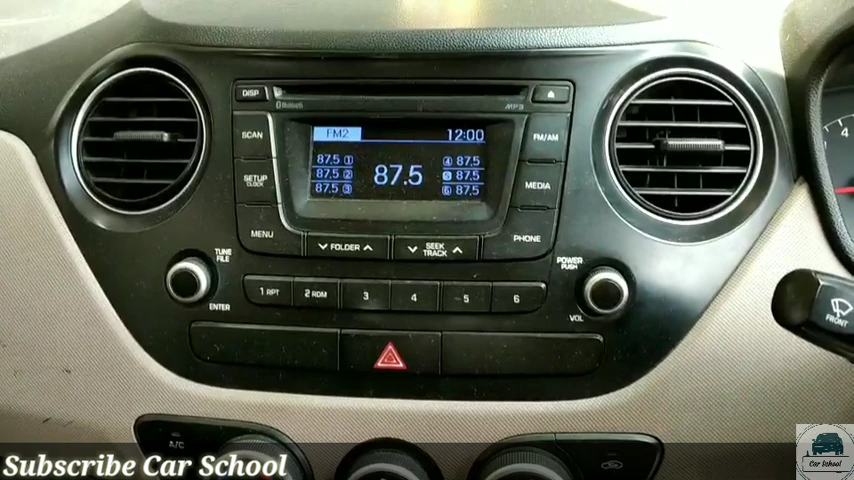 DISP
Bluetooth
MP3
SCAN
FM2
12:00
FM/AM
87.5 1
87.5 2
87.5 3
87.5
4 87.5
5 87.5
6 87.5
SETUP
CLOCK
MEDIA
MENU
FOLDER
SEEK
TRACK
PHONE
TUNE
FILE
ENTER
POWER
PUSH
VOL
1 RPT
2 RDM
3
4
5
6
4
FRONT
A/C
Subscribe Car School
Car School